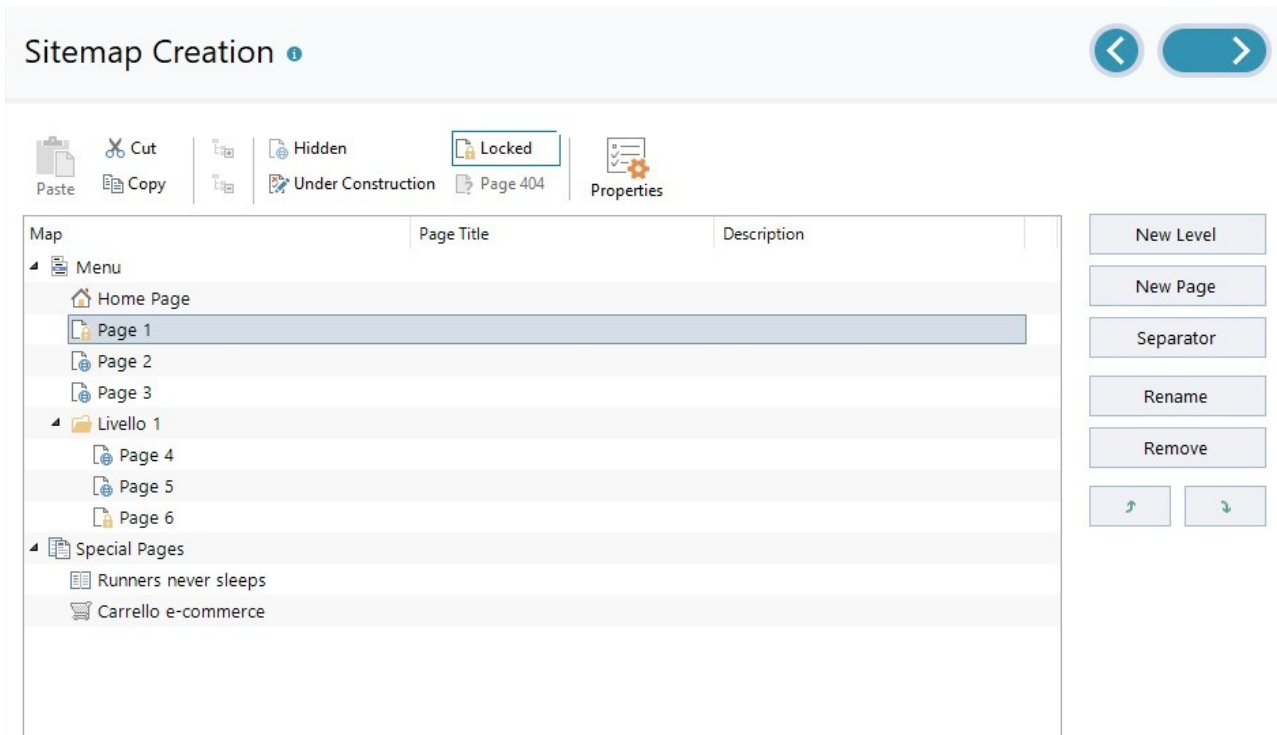 Sitemap Creation
Cut
Hidden
Locked
Paste
Copy
Under Construction
Page 404
Properties
Map Page Title Description
Menu
Home Page
Page 1
Page 2
Page 3
Livello 1
Page 4
Page 5
Page 6
Special Pages
Runners never sleeps
Carrello e-commerce
New Level
New Page
Separator
Rename
Remove